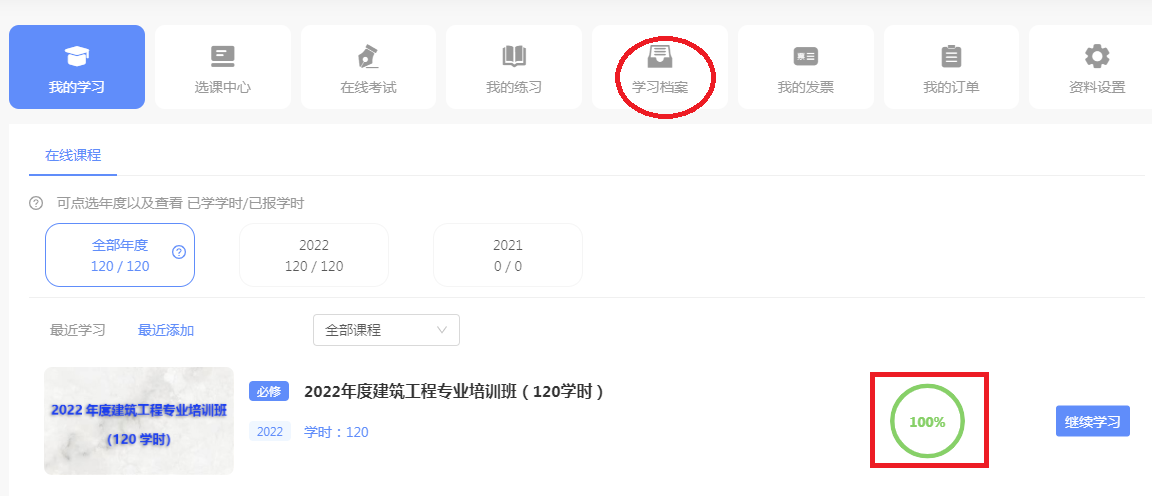 我的学习
选课中心
在线考试
我的练习
学习档案
我的发票
我的订单
资料设置
在线课程
可点选年度以及查看 已学学时/已报学时
全部年度
120 / 120
2022
120 / 120
2021
0 / 0
最近学习
最近添加
全部课程
2022 年度建筑工程专业培训班
（120 学时）
必修
2022年度建筑工程专业培训班（120学时）
2022
学时：120
100%
继续学习